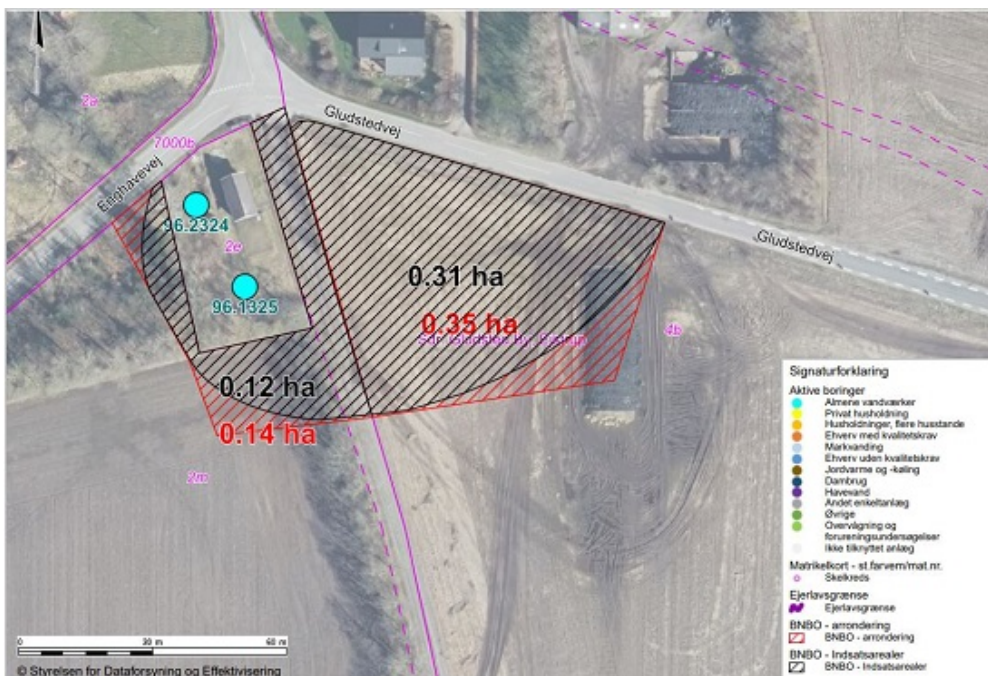 Gludstedvej
2a
7000b
Enghavevej
96.2324
2e
Gludstedvej
0.31 ha
96.1325
0.35 ha
4b
0.12 ha
0.14 ha
2m
Signaturforklaring
Aktive boringer
Almene vandværker
Privat husholdning
Husholdninger, flere husstande
Erhverv med kvalitetskrav
Markvanding
Erhverv uden kvalitetskrav
Jordvarme og -køling
Dambrug
Havevand
Andet enkeltanlæg
Øvrige
Overvågning og
forureningsundersøgelser
Ikke tilknyttet anlæg
Matrikelkort - st.farvem/mat.nr.
Skelkreds
Ejerlavsgrænse
Ejerlavsgrænse
BNBO - arrondering
BNBO - arrondering
BNBO - Indsatsarealer
BNBO - Indsatsarealer
0 30 m 60 m
© Styrelsen for Dataforsyning og Effektivisering